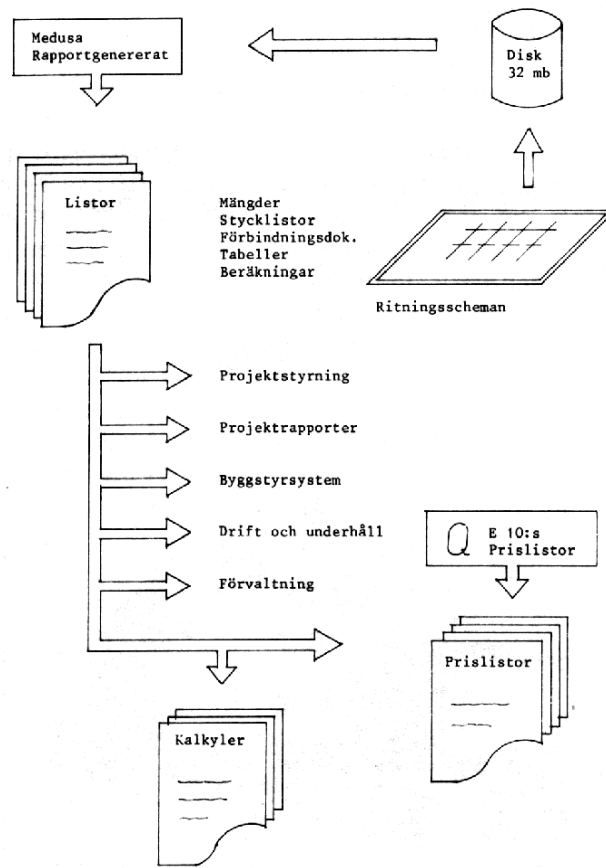 Medusa
Rapportgenererat
Disk
32 mb
Listor
Mängder
Stycklistor
Förbindningsdok.
Tabeller
Beräkningar
Ritningsscheman
Projektstyrning
Projektrapporter
Byggstyrsystem
Drift och underhåll
Förvaltning
Q E 10:s
Prislistor
Prislistor
Kalkyler